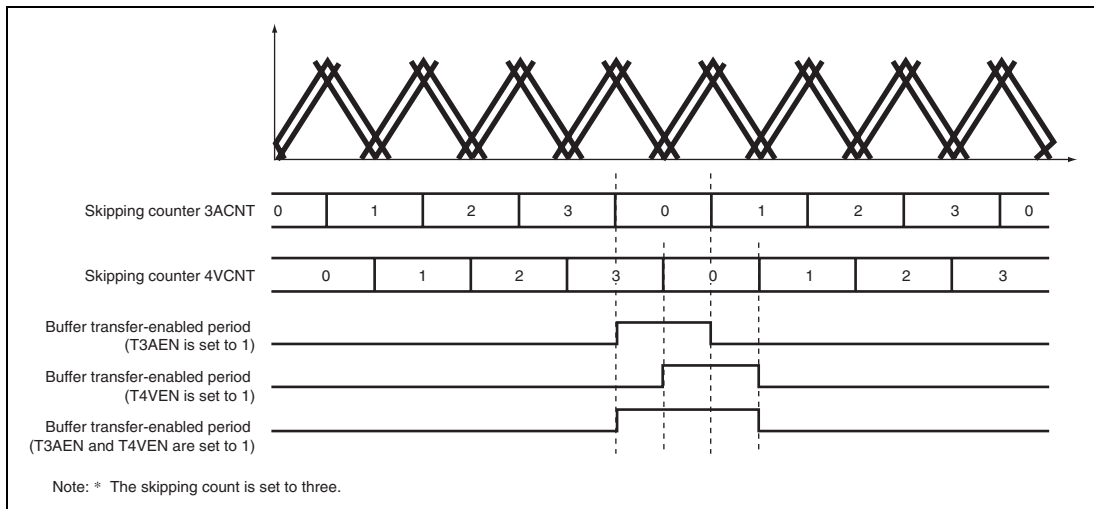 Skipping counter 3ACNT 0 1 2 3 0 1 2 3 0
Skipping counter 4VCNT 0 1 2 3 0 1 2 3
Buffer transfer-enabled period
(T3AEN is set to 1)
Buffer transfer-enabled period
(T4VEN is set to 1)
Buffer transfer-enabled period
(T3AEN and T4VEN are set to 1)
Note: * The skipping count is set to three.